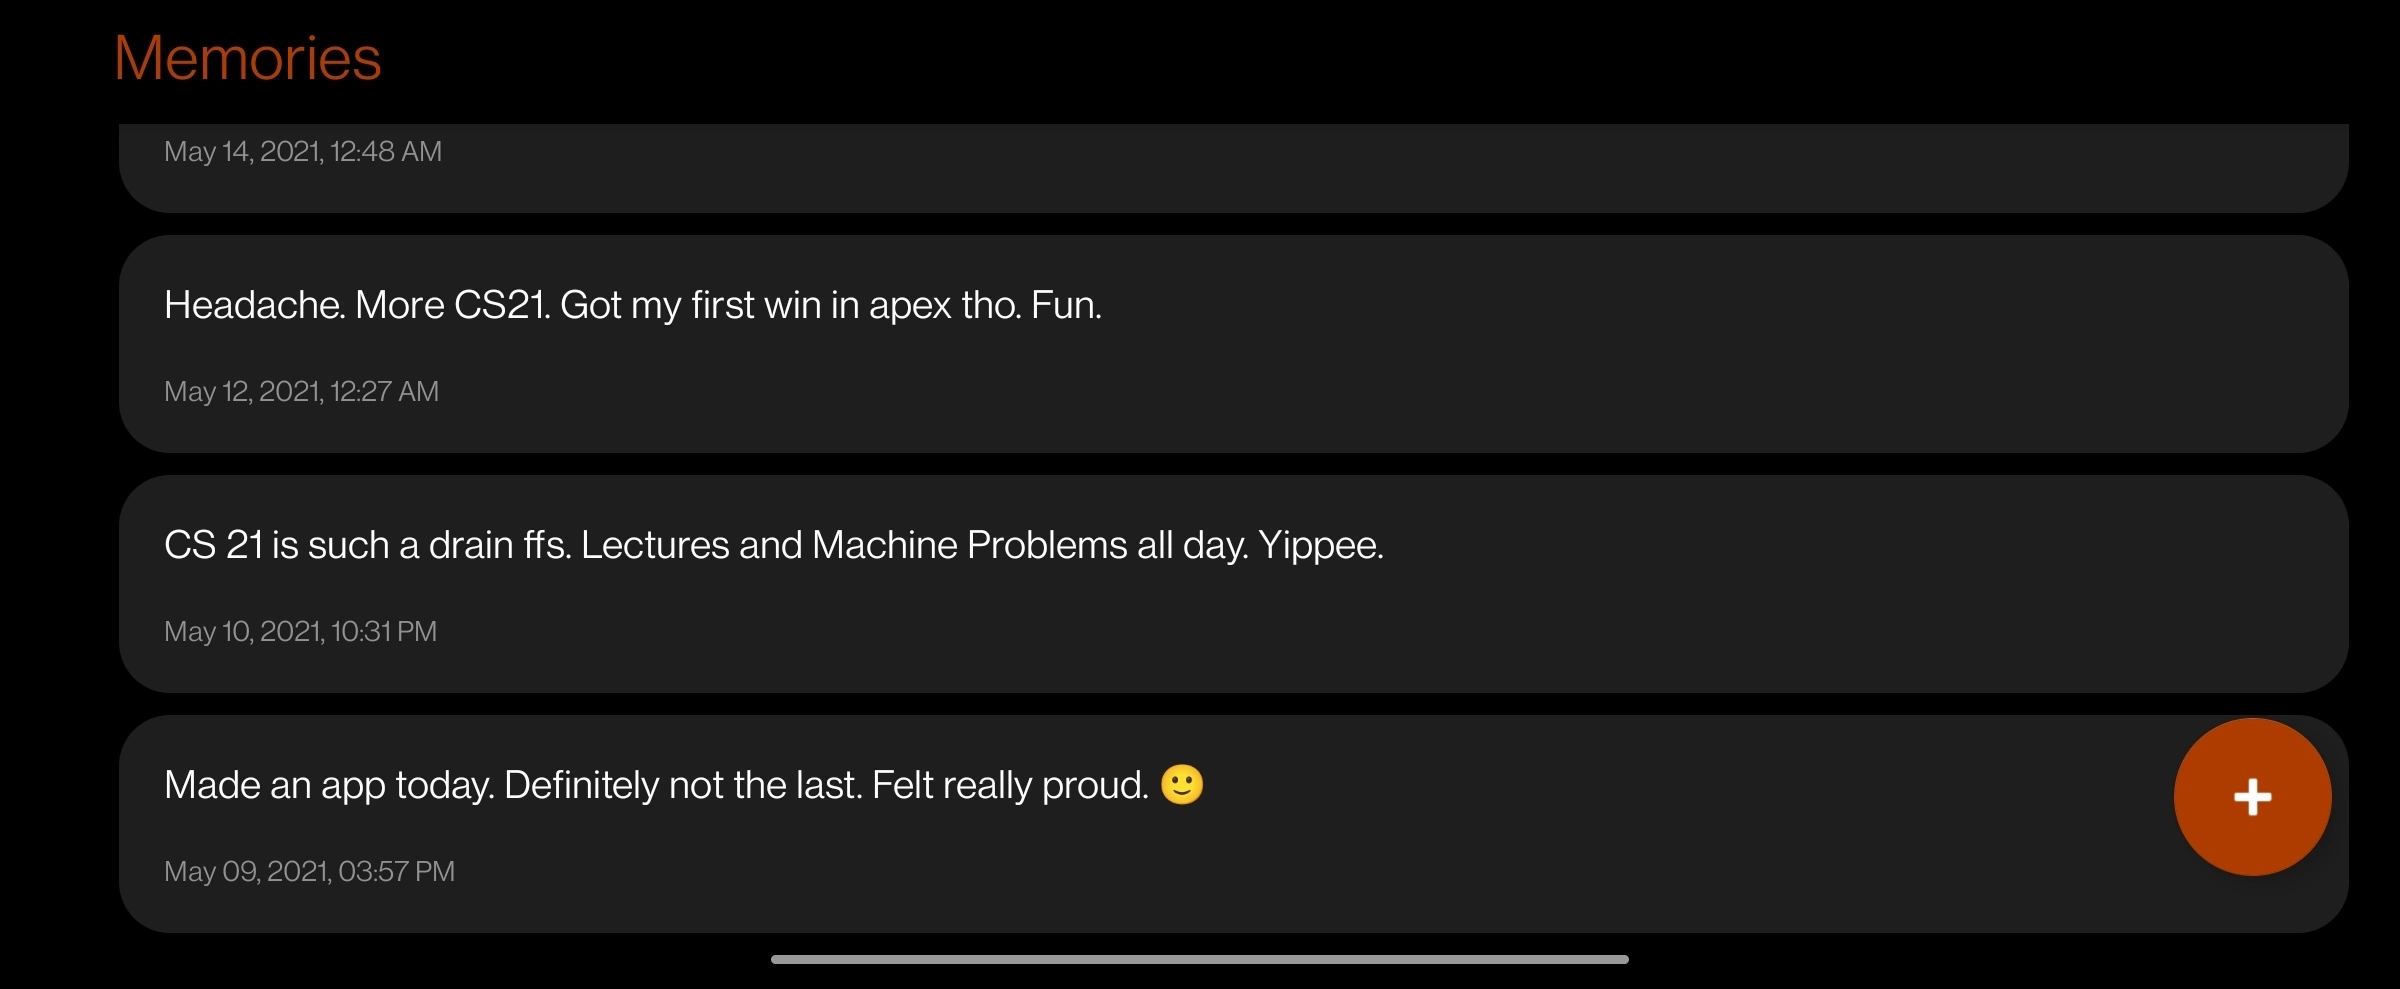 Memories
May 14, 2021, 12:48 AM
Headache. More CS21. Got my first win in apex tho. Fun.
May 12, 2021, 12:27 AM
CS 21 is such a drain ffs. Lectures and Machine Problems all day. Yippee.
May 10, 2021, 10:31 PM
Made an app today. Definitely not the last. Felt really proud. 🙂
May 09, 2021, 03:57 PM